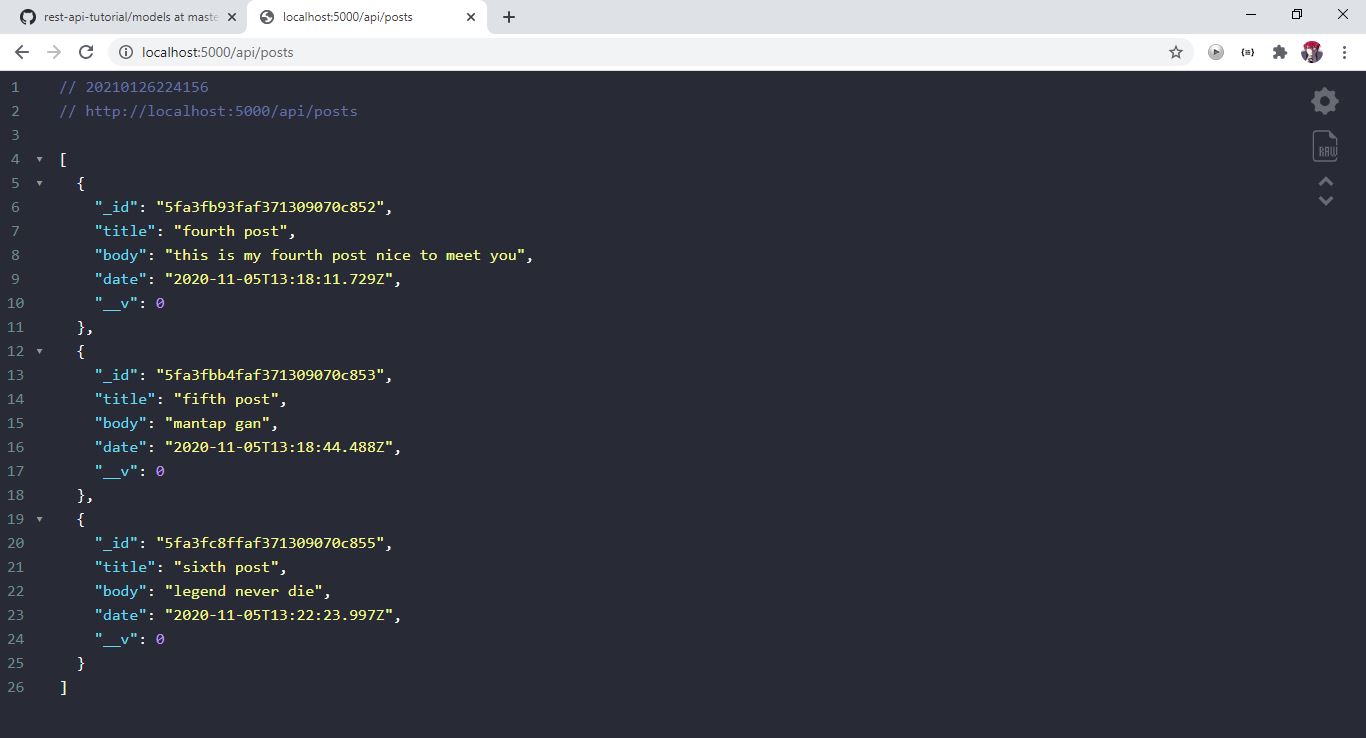 rest-api-tutorial/models at maste
localhost:5000/api/posts
localhost:5000/api/posts
1 // 20210126224156
2 // http://localhost:5000/api/posts
3
4 [
5 {
6 "_id": "5fa3fb93faf371309070c852",
7 "title": "fourth post",
8 "body": "this is my fourth post nice to meet you",
9 "date": "2020-11-05T13:18:11.729Z",
10 "__v": 0
11 },
12 {
13 "_id": "5fa3fbb4faf371309070c853",
14 "title": "fifth post",
15 "body": "mantap gan",
16 "date": "2020-11-05T13:18:44.488Z",
17 "__v": 0
18 },
19 {
20 "_id": "5fa3fc8ffaf371309070c855",
21 "title": "sixth post",
22 "body": "legend never die",
23 "date": "2020-11-05T13:22:23.997Z",
24 "__v": 0
25 }
26 ]
RAW